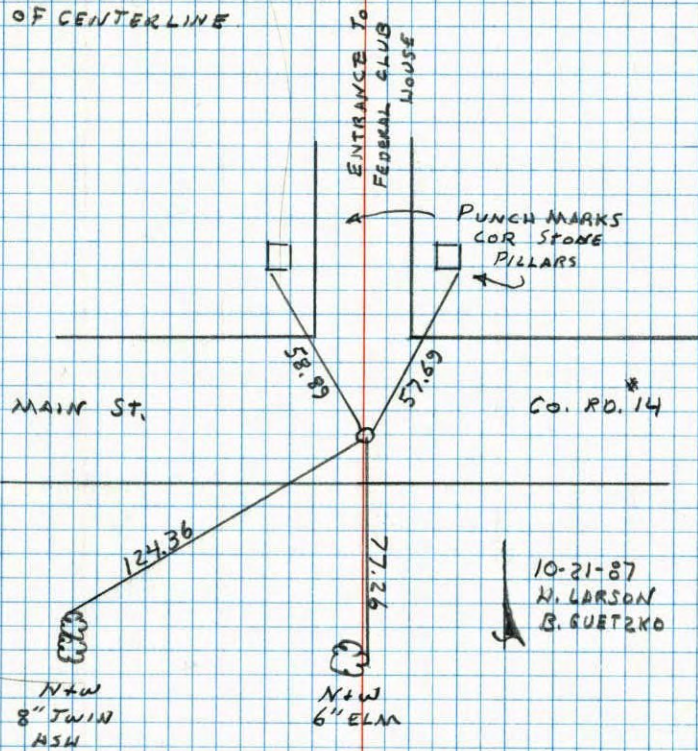 OF CENTERLINE.
ENTRANCE TO
FEDERAL CLUB
HOUSE
PUNCH MARKS
COR STONE
PILLARS
58.89
57.69
MAIN ST.
CO. RD. #14
124.36
77.26
10-21-87
W. LARSON
B. GUETZKO
N+W
8" TWIN
ASH
N+W
6" ELM